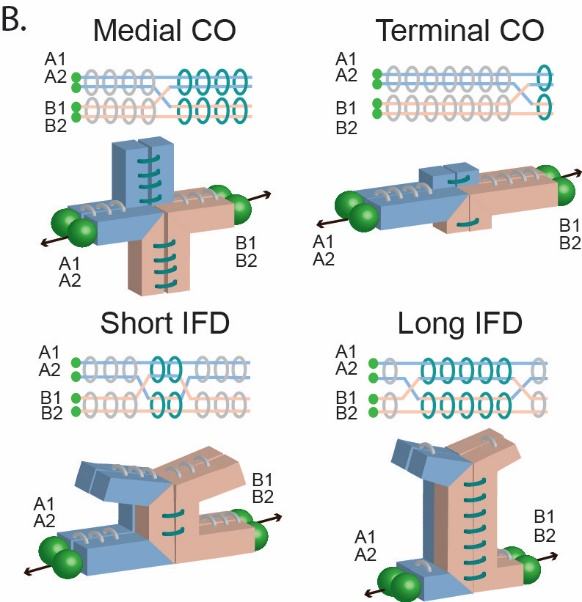 B.
Medial CO
A1
A2
B1
B2
A1
A2
B1
B2
Terminal CO
A1
A2
B1
B2
A1
A2
B1
B2
Short IFD
A1
A2
B1
B2
A1
A2
B1
B2
Long IFD
A1
A2
B1
B2
A1
A2
B1
B2